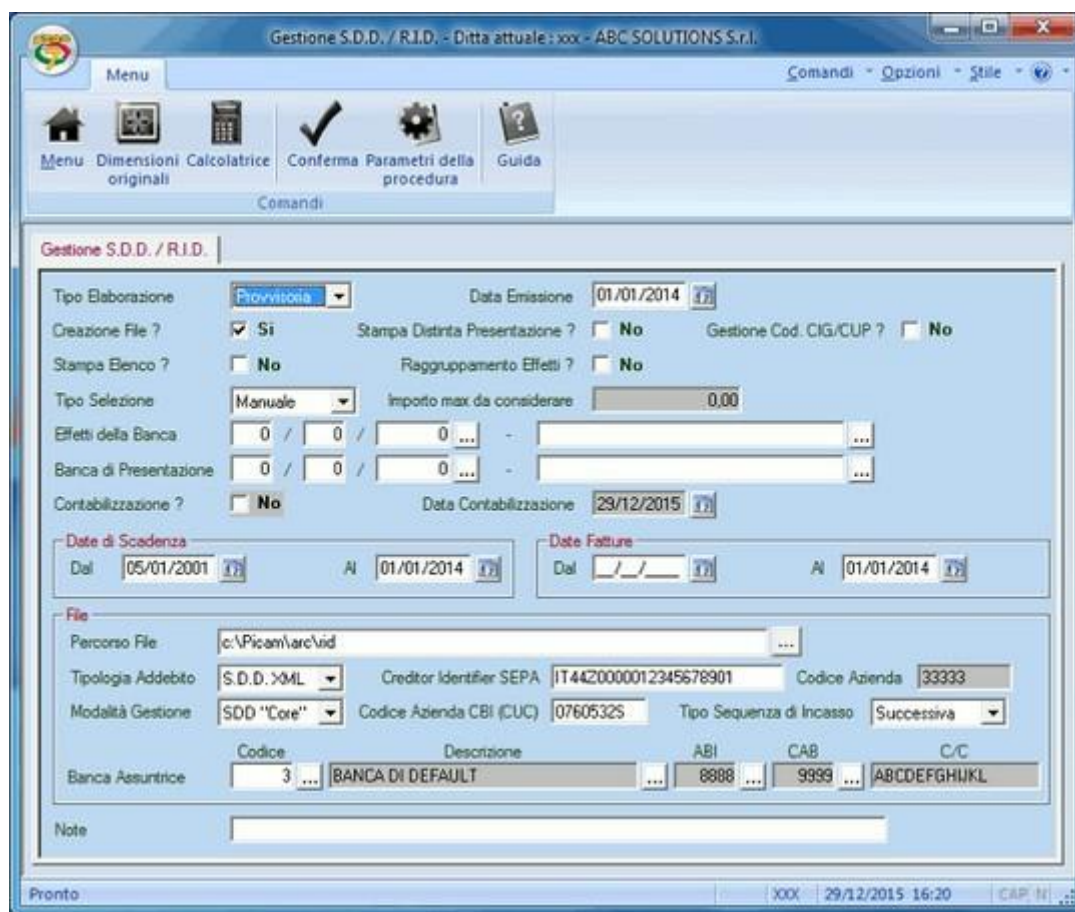 Gestione S.D.D. / R.I.D. - Ditta attuale : xxx - ABC SOLUTIONS S.r.l.
Menu Comandi Opzioni Stile
Menu Dimensioni originali Calcolatrice Conferma Parametri della procedura Guida
Comandi
Gestione S.D.D. / R.I.D.
Tipo Elaborazione Provvisoria Data Emissione 01/01/2014
Creazione File ? Si Stampa Distinta Presentazione ? No Gestione Cod. CIG/CUP ? No
Stampa Elenco ? No Raggruppamento Effetti ? No
Tipo Selezione Manuale Importo max da considerare 0,00
Effetti della Banca 0 / 0 / 0 ... - ...
Banca di Presentazione 0 / 0 / 0 ... - ...
Contabilizzazione ? No Data Contabilizzazione 29/12/2015
Date di Scadenza Date Fatture
Dal 05/01/2001 Al 01/01/2014 Dal __/__/____ Al 01/01/2014
File
Percorso File c:\Picam\arc\rid ...
Tipologia Addebito S.D.D. XML Creditor Identifier SEPA IT44Z0000012345678901 Codice Azienda 33333
Modalità Gestione SDD "Core" Codice Azienda CBI (CUC) 0760532S Tipo Sequenza di Incasso Successiva
Codice Descrizione ABI CAB C/C
Banca Assuntrice 3 ... BANCA DI DEFAULT ... 8888 ... 9999 ... ABCDEFGHIJKL
Note
Pronto XXX 29/12/2015 16:20 CAP N